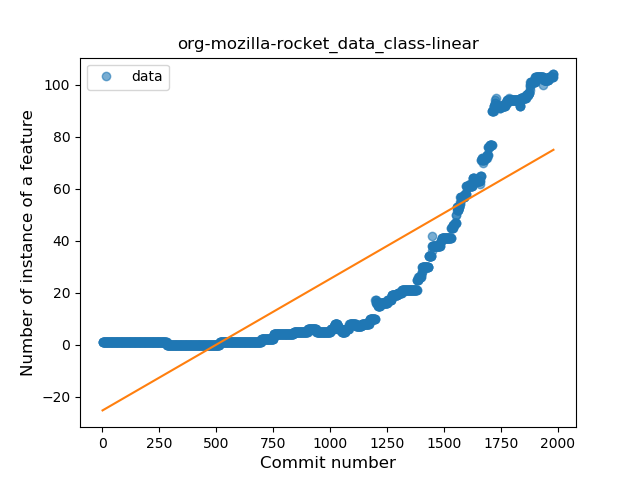 org-mozilla-rocket_data_class-linear
data
Number of instance of a feature
100
80
60
40
20
0
−20
0 250 500 750 1000 1250 1500 1750 2000
Commit number